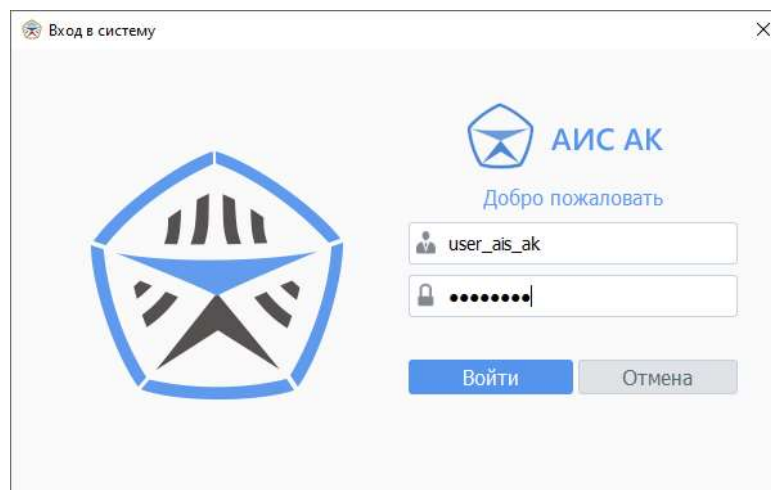 Вход в систему
АИС АК
Добро пожаловать
user_ais_ak
••••••••
Войти
Отмена